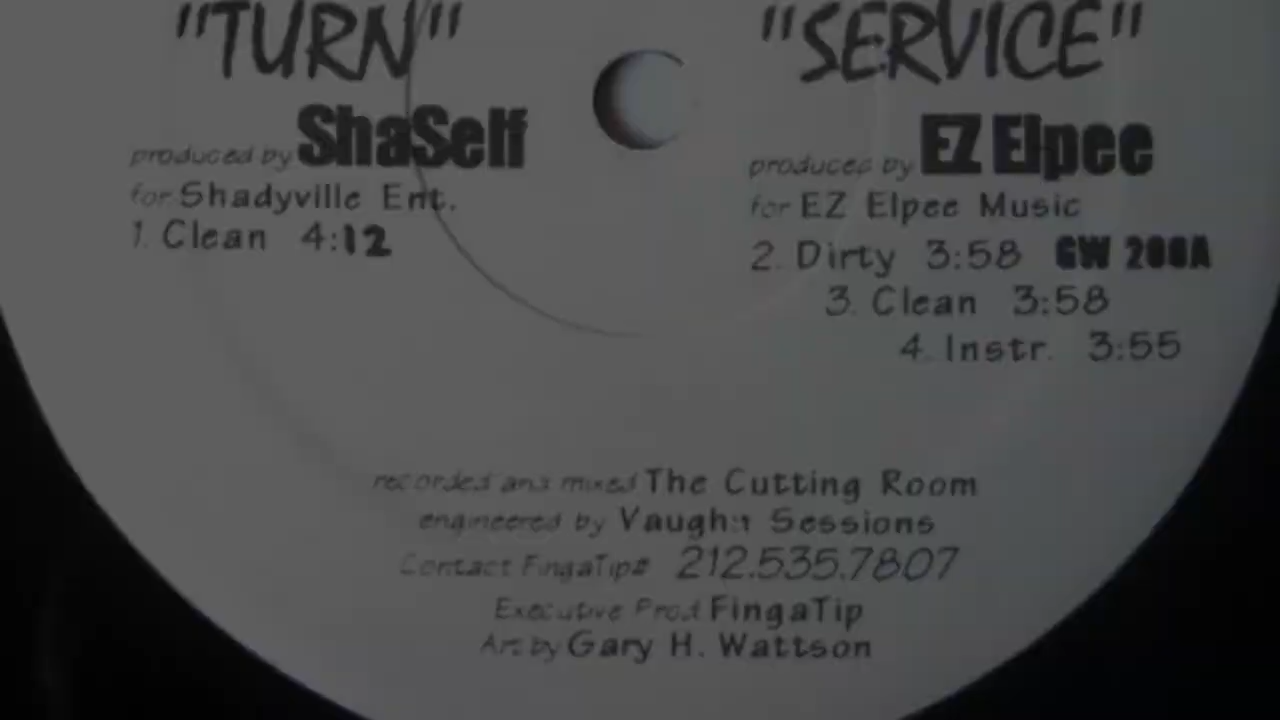 "TURN"
produced by ShaSelf
for Shadyville Ent.
1. Clean 4:12
"SERVICE"
produced by EZ Elpee
for EZ Elpee Music
2. Dirty 3:58 GW 200A
3. Clean 3:58
4. Instr. 3:55
recorded and mixed The Cutting Room
engineered by Vaughn Sessions
Contact FingaTip# 212.535.7807
Executive Prod FingaTip
Art by Gary H. Wattson